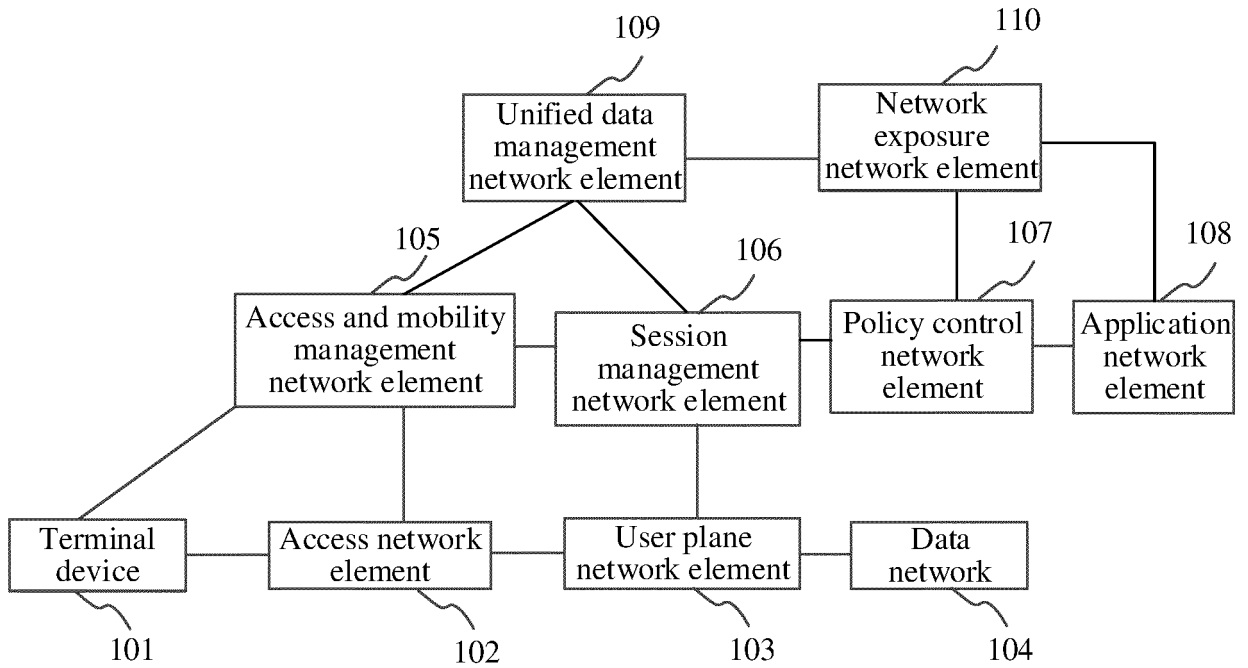 110
109
Network
exposure
network element
Unified data
management
network element
105
106
107
108
Access and mobility
management
network element
Session
management
network element
Policy control
network
element
Application
network
element
Terminal
device
Access network
element
User plane
network element
Data
network
101
102
103
104